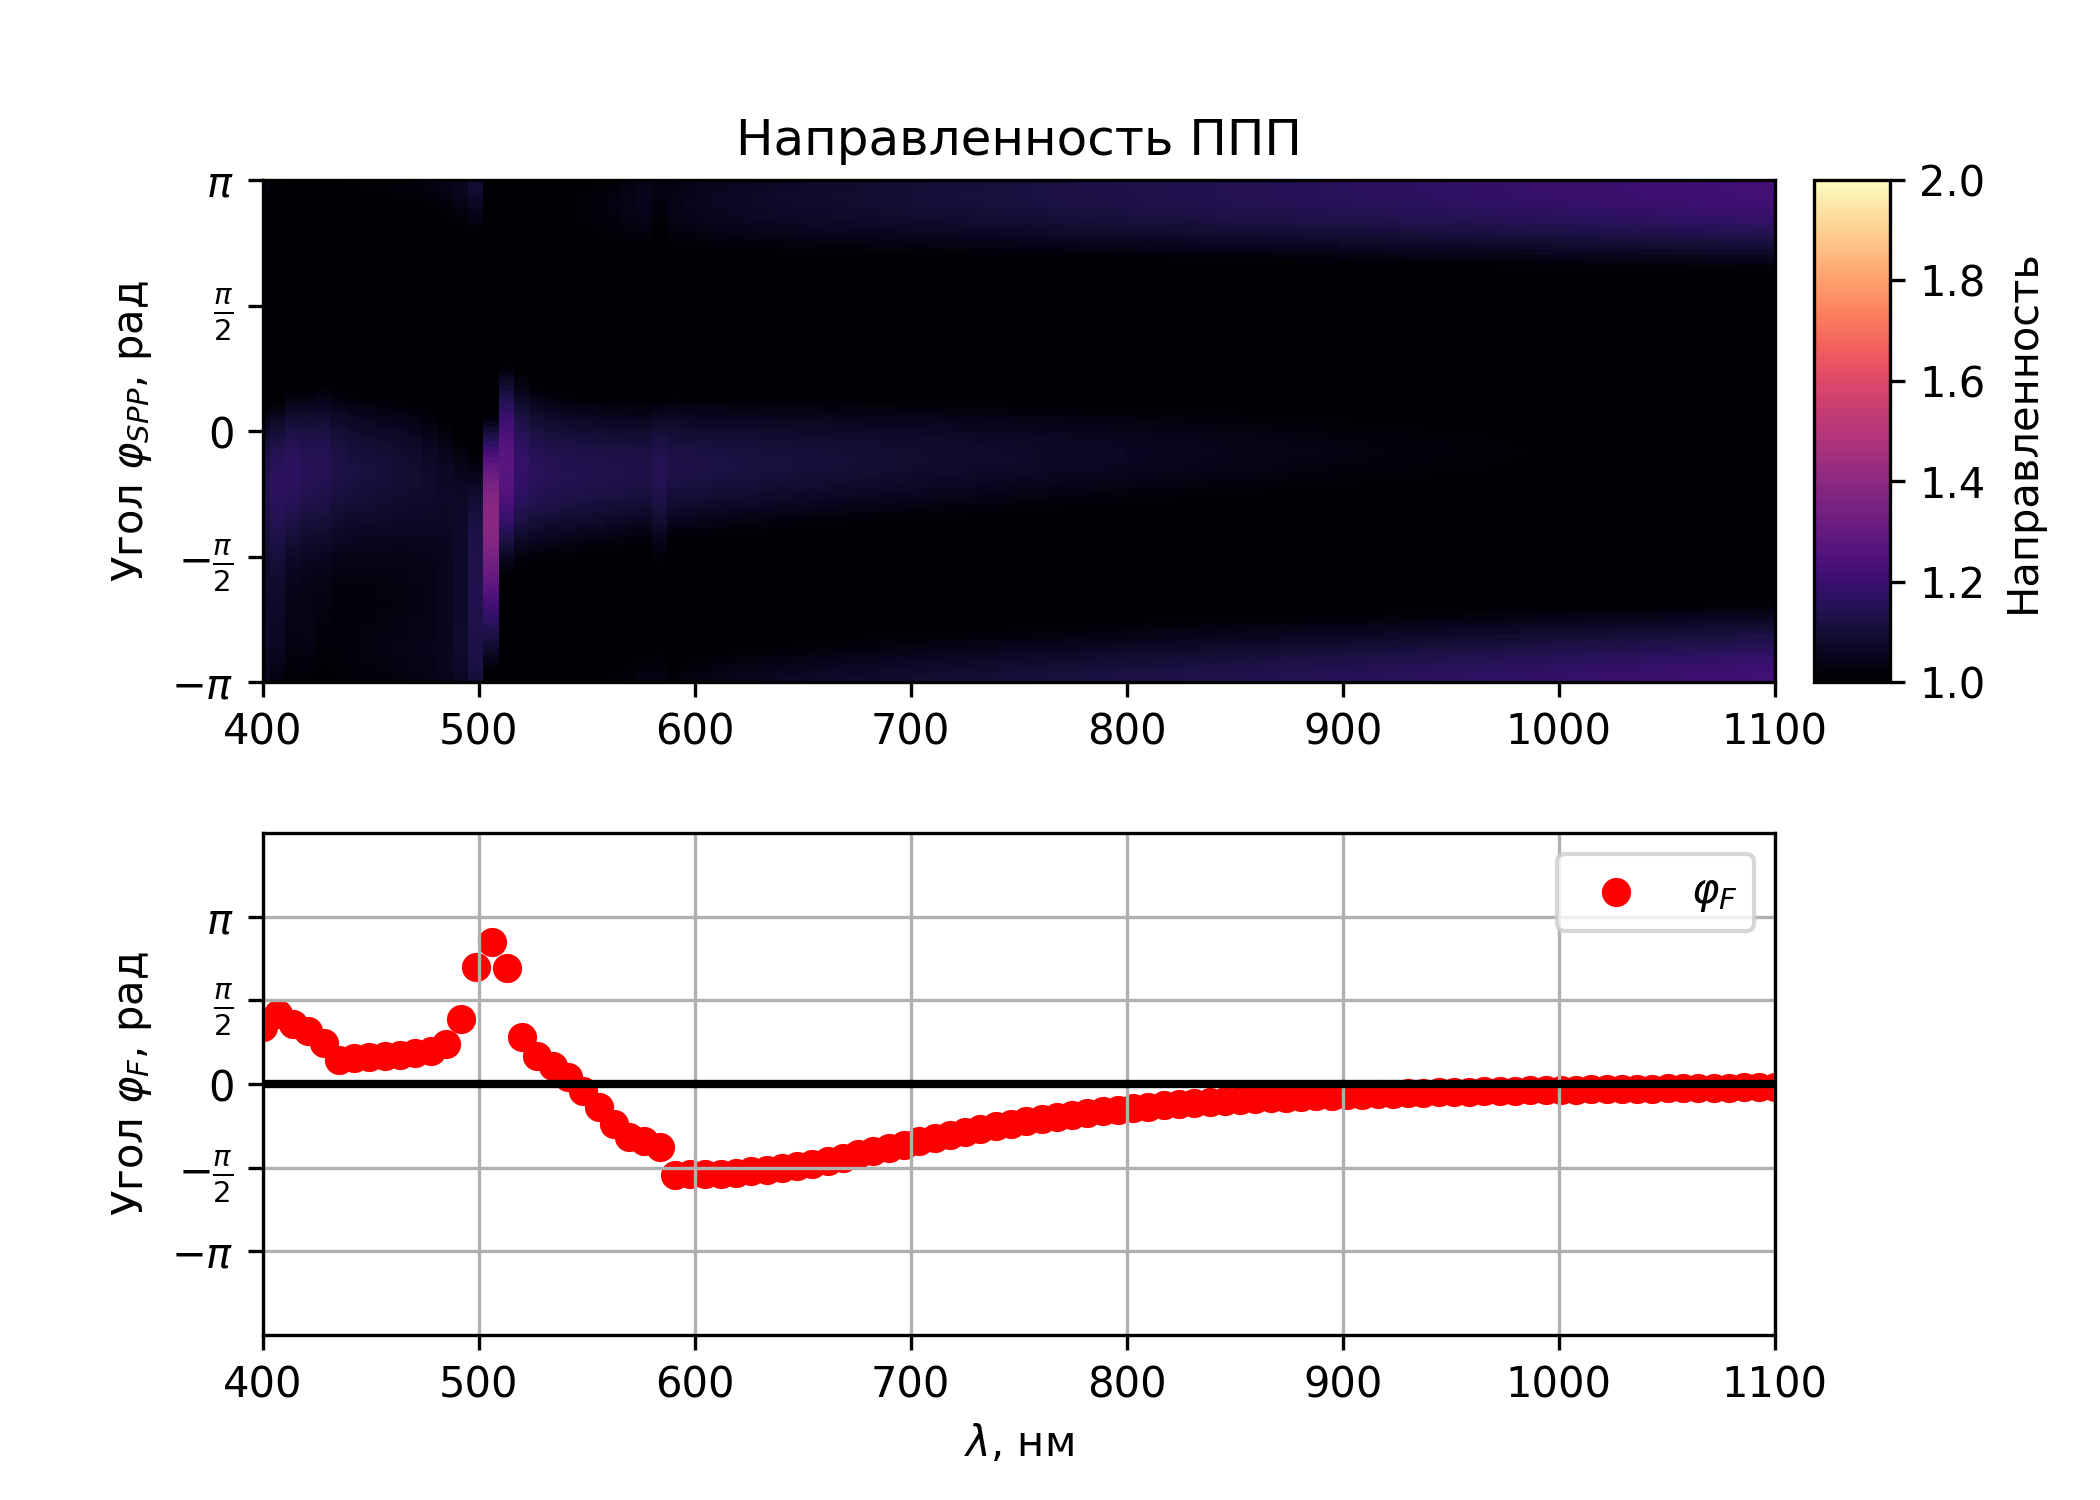 Направленность ППП
π
π/2
0
−π/2
−π
Угол φ_SPP, рад
400 500 600 700 800 900 1000 1100
2.0
1.8
1.6
1.4
1.2
1.0
Направленность
φ_F
π
π/2
0
−π/2
−π
Угол φ_F, рад
400 500 600 700 800 900 1000 1100
λ, нм